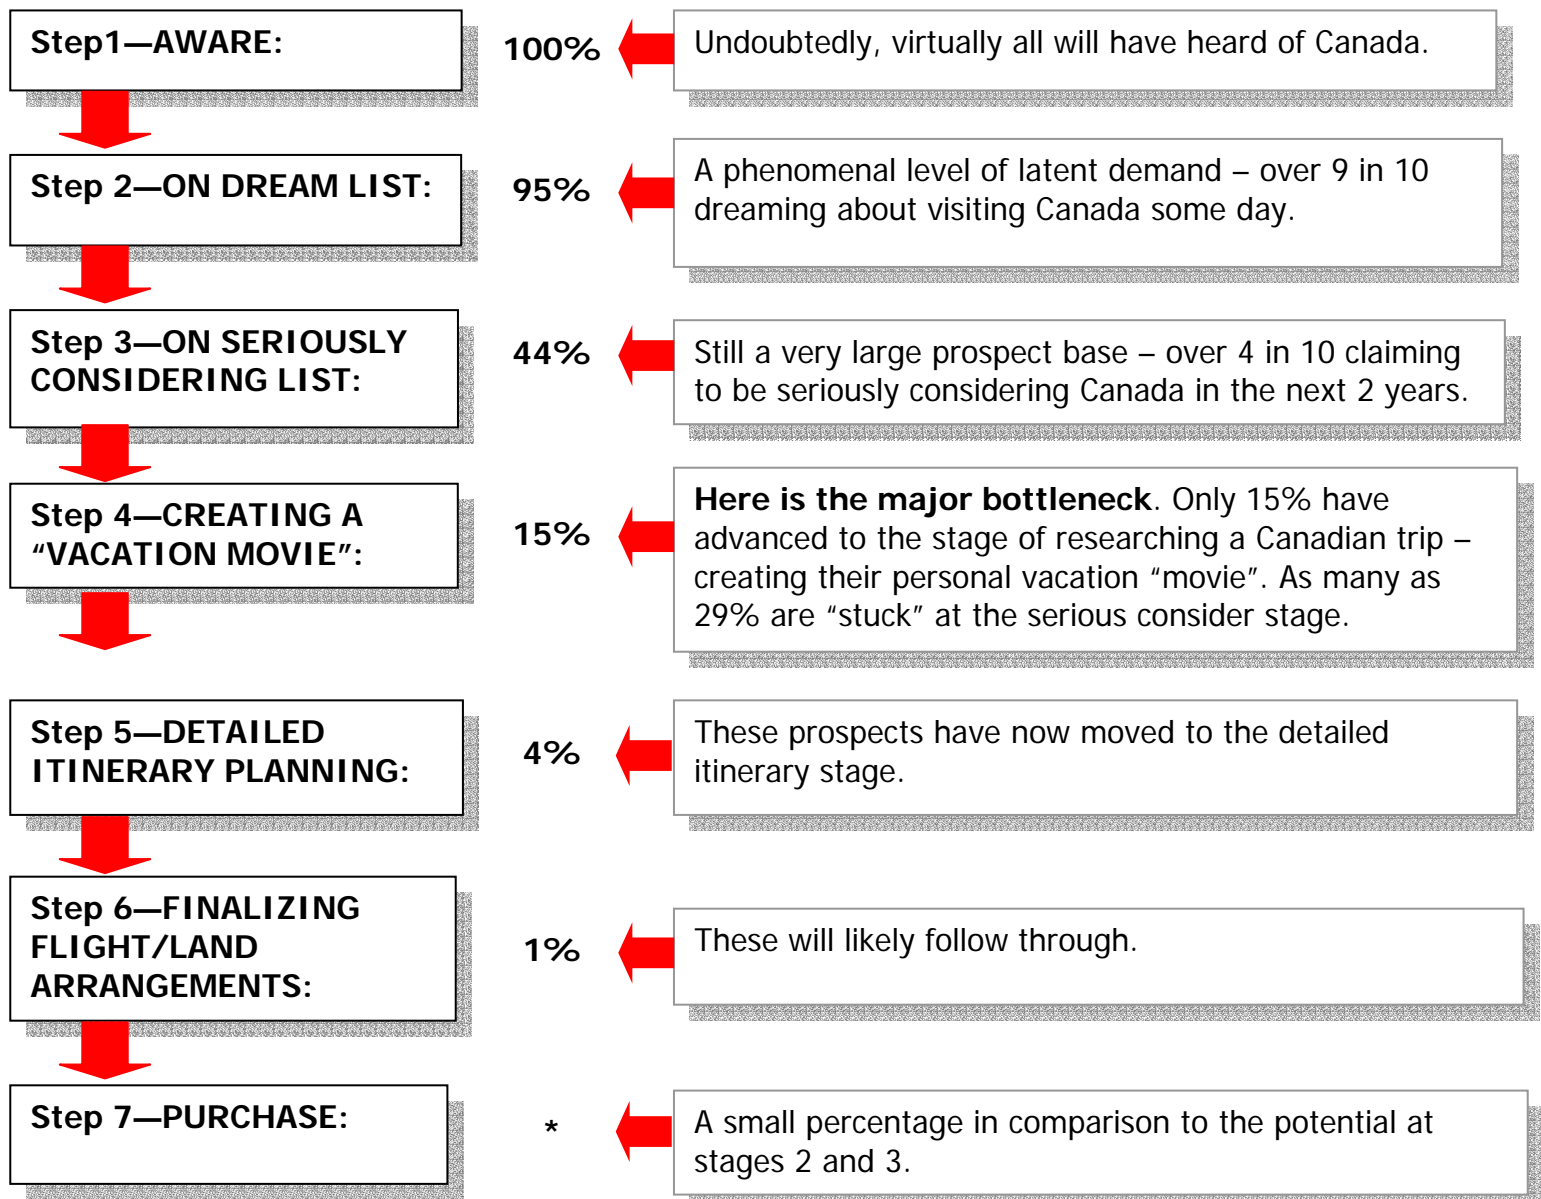 Step1—AWARE:
100%
Undoubtedly, virtually all will have heard of Canada.
Step 2—ON DREAM LIST:
95%
A phenomenal level of latent demand – over 9 in 10
dreaming about visiting Canada some day.
Step 3—ON SERIOUSLY
CONSIDERING LIST:
44%
Still a very large prospect base – over 4 in 10 claiming
to be seriously considering Canada in the next 2 years.
Step 4—CREATING A
“VACATION MOVIE”:
15%
Here is the major bottleneck. Only 15% have
advanced to the stage of researching a Canadian trip –
creating their personal vacation “movie”. As many as
29% are “stuck” at the serious consider stage.
Step 5—DETAILED
ITINERARY PLANNING:
4%
These prospects have now moved to the detailed
itinerary stage.
Step 6—FINALIZING
FLIGHT/LAND
ARRANGEMENTS:
1%
These will likely follow through.
Step 7—PURCHASE:
*
A small percentage in comparison to the potential at
stages 2 and 3.